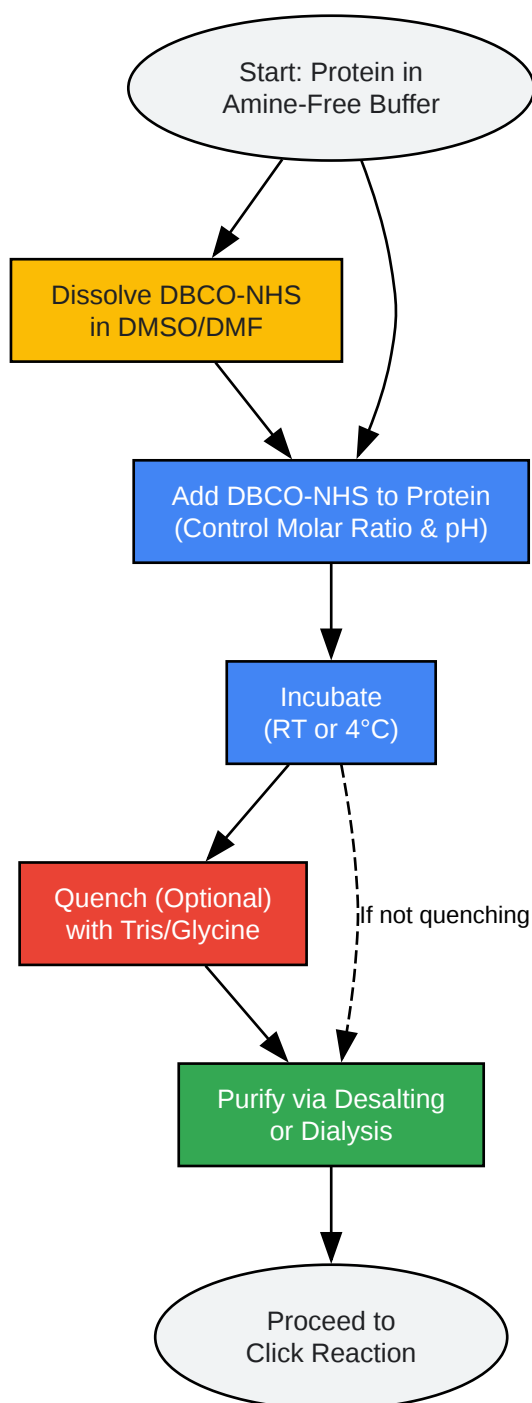 Start: Protein in
Amine-Free Buffer
Dissolve DBCO-NHS
in DMSO/DMF
Add DBCO-NHS to Protein
(Control Molar Ratio & pH)
Incubate
(RT or 4°C)
Quench (Optional)
with Tris/Glycine
If not quenching
Purify via Desalting
or Dialysis
Proceed to
Click Reaction